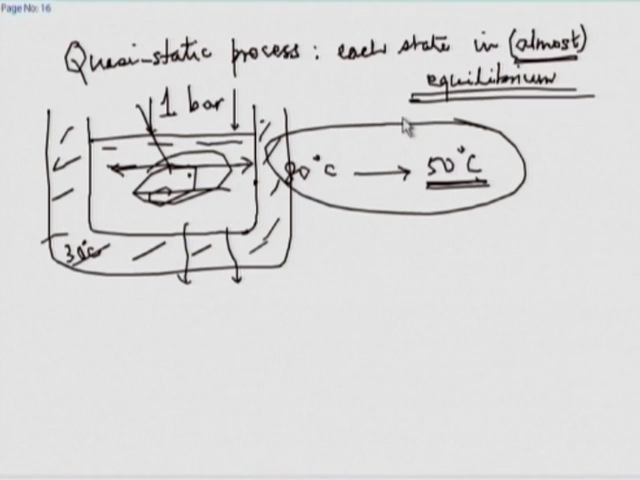 Page No: 16
Quasi-static process : each state in (almost)
equilibrium
1 bar
90°C → 50°C
30°C